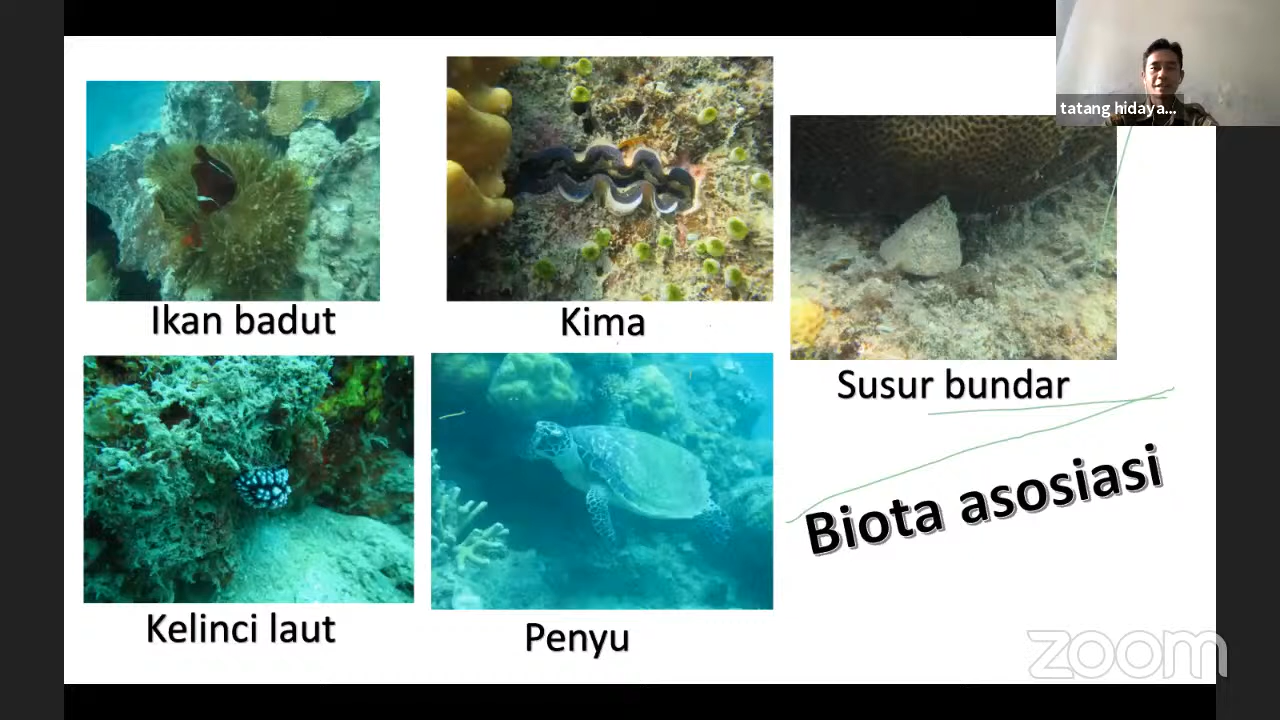 tatang hidaya...
Ikan badut
Kima
Susur bundar
Biota asosiasi
Kelinci laut
Penyu
zoom